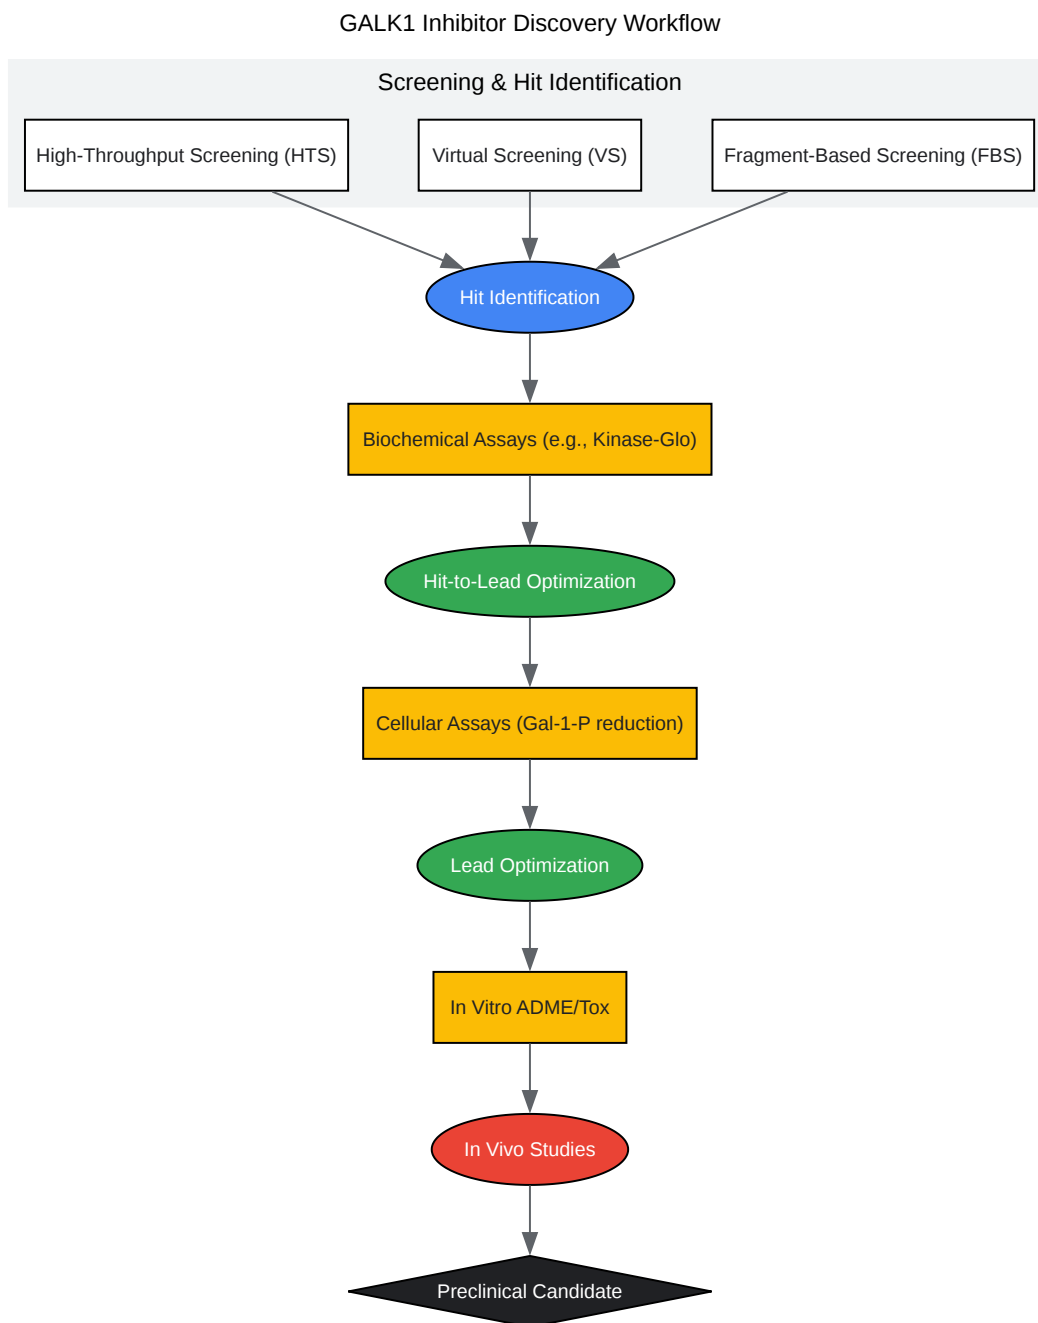 GALK1 Inhibitor Discovery Workflow
Screening & Hit Identification
High-Throughput Screening (HTS)
Virtual Screening (VS)
Fragment-Based Screening (FBS)
Hit Identification
Biochemical Assays (e.g., Kinase-Glo)
Hit-to-Lead Optimization
Cellular Assays (Gal-1-P reduction)
Lead Optimization
In Vitro ADME/Tox
In Vivo Studies
Preclinical Candidate